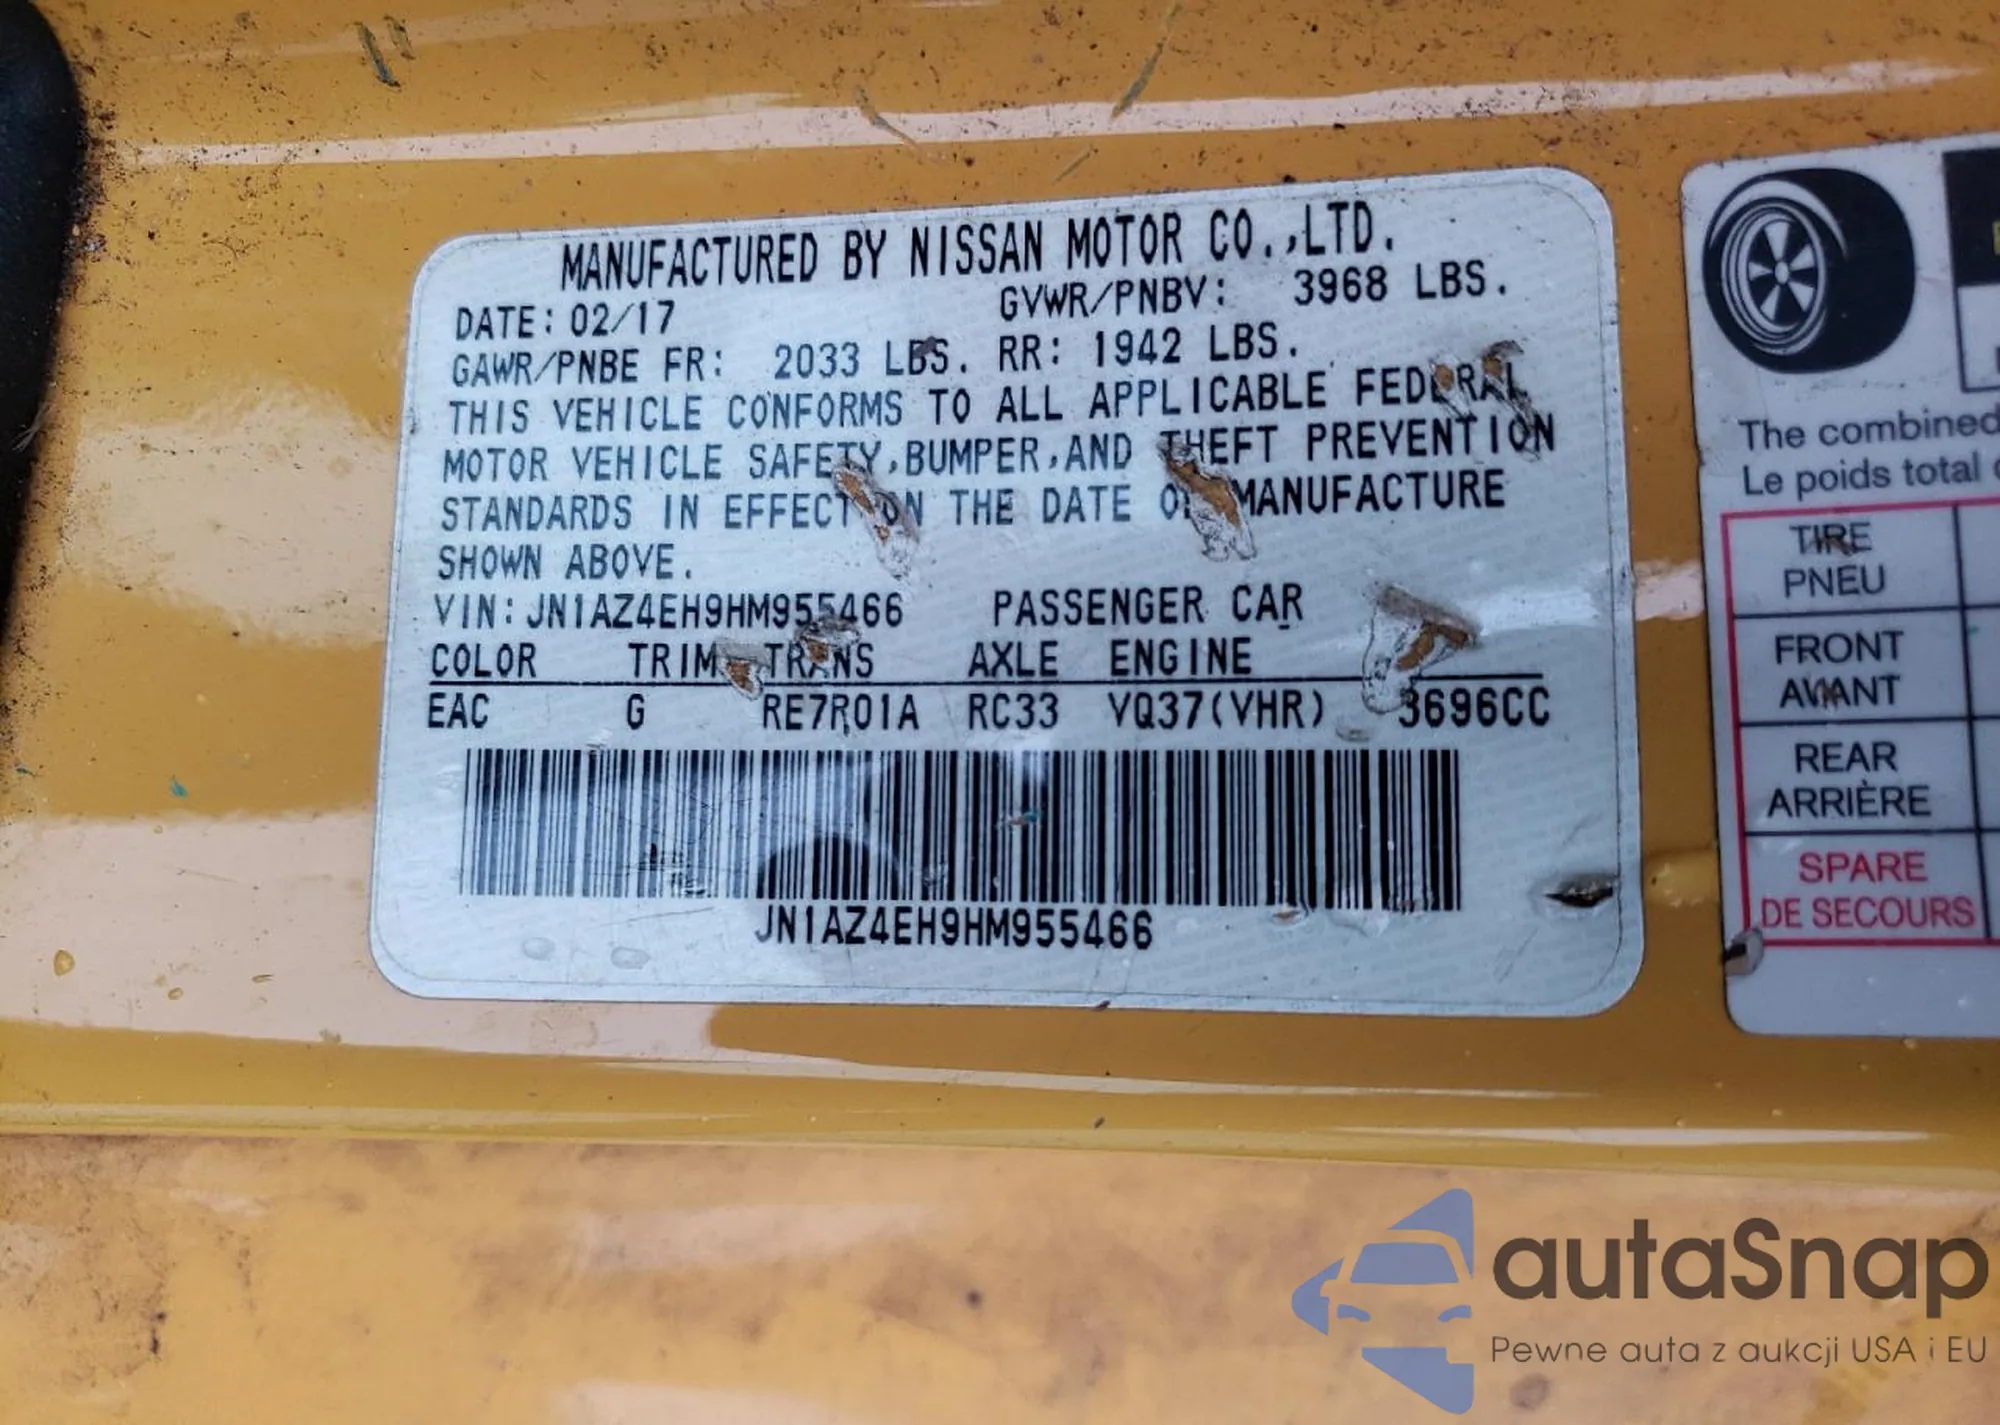 MANUFACTURED BY NISSAN MOTOR CO.,LTD.
DATE: 02/17 GVWR/PNBV: 3968 LBS.
GAWR/PNBE FR: 2033 LBS. RR: 1942 LBS.
THIS VEHICLE CONFORMS TO ALL APPLICABLE FEDERAL
MOTOR VEHICLE SAFETY,BUMPER,AND THEFT PREVENTION
STANDARDS IN EFFECT ON THE DATE OF MANUFACTURE
SHOWN ABOVE.
VIN: JN1AZ4EH9HM955466 PASSENGER CAR
COLOR TRIM TRANS AXLE ENGINE
EAC G RE7R01A RC33 VQ37(VHR) 3696CC
JN1AZ4EH9HM955466
The combined
Le poids total
TIRE
PNEU
FRONT
AVANT
REAR
ARRIÈRE
SPARE
DE SECOURS
autaSnap
Pewne auta z aukcji USA i EU